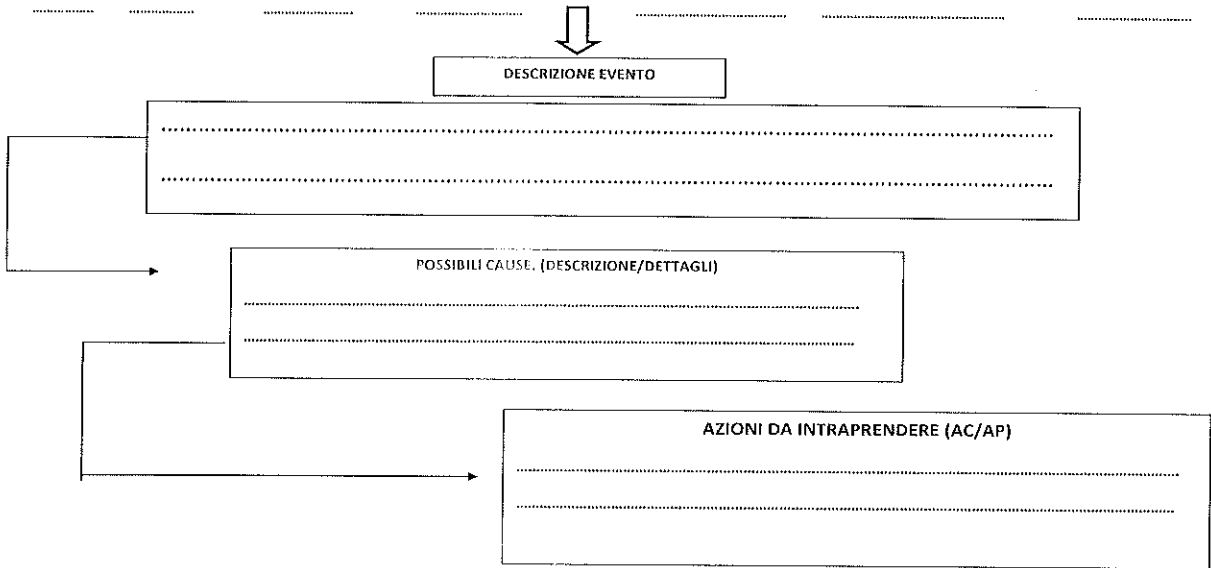 DESCRIZIONE EVENTO
POSSIBILI CAUSE. (DESCRIZIONE/DETTAGLI)
AZIONI DA INTRAPRENDERE (AC/AP)